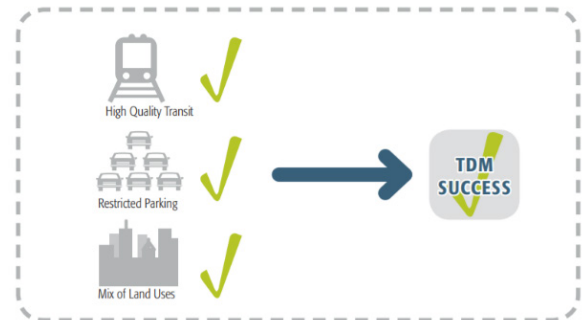 High Quality Transit
Restricted Parking
Mix of Land Uses
TDM
SUCCESS